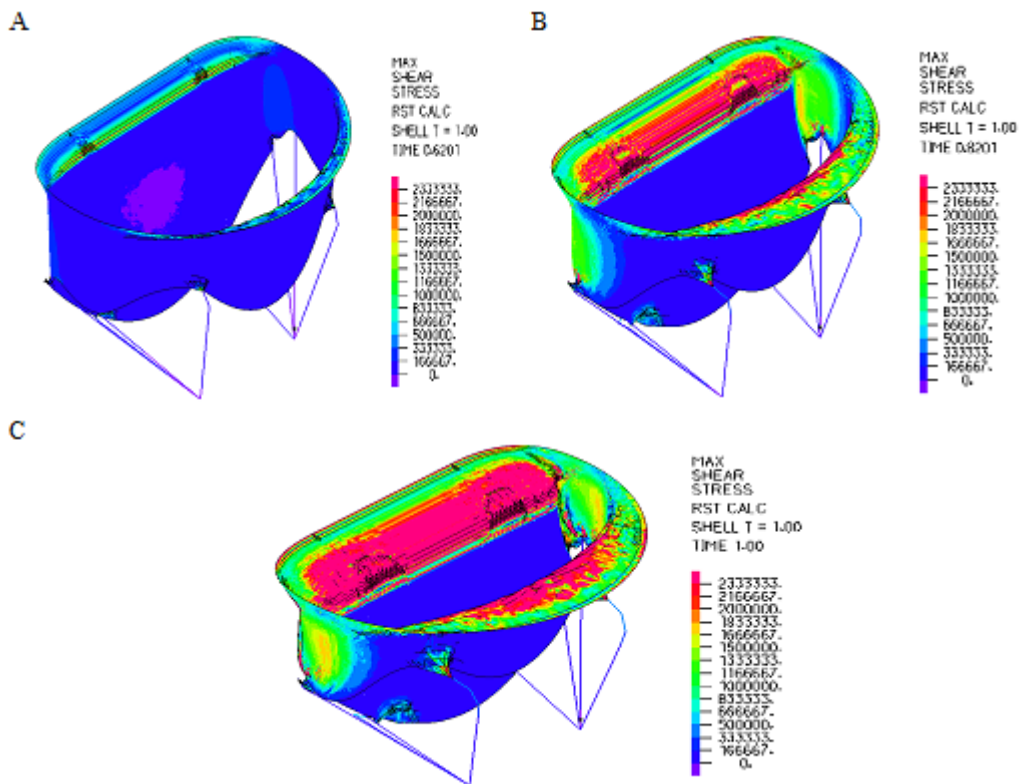 A
MAX
SHEAR
STRESS
RST CALC
SHELL T = 1.00
TIME 0.6201
2333333.
2166667.
2000000.
1833333.
1666667.
1500000.
1333333.
1166667.
1000000.
833333.
666667.
500000.
333333.
166667.
0.
B
MAX
SHEAR
STRESS
RST CALC
SHELL T = 1.00
TIME 0.8201
2333333.
2166667.
2000000.
1833333.
1666667.
1500000.
1333333.
1166667.
1000000.
833333.
666667.
500000.
333333.
166667.
0.
C
MAX
SHEAR
STRESS
RST CALC
SHELL T = 1.00
TIME 1.00
2333333.
2166667.
2000000.
1833333.
1666667.
1500000.
1333333.
1166667.
1000000.
833333.
666667.
500000.
333333.
166667.
0.